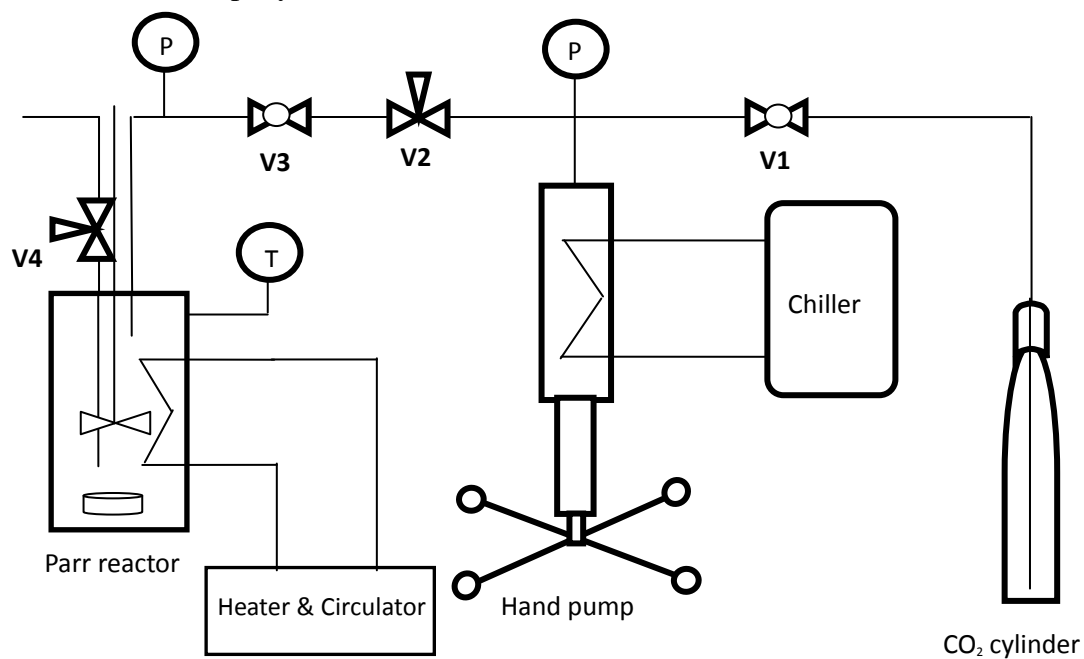 P
P
V3
V2
V1
V4
T
Chiller
Parr reactor
Heater & Circulator
Hand pump
CO₂ cylinder